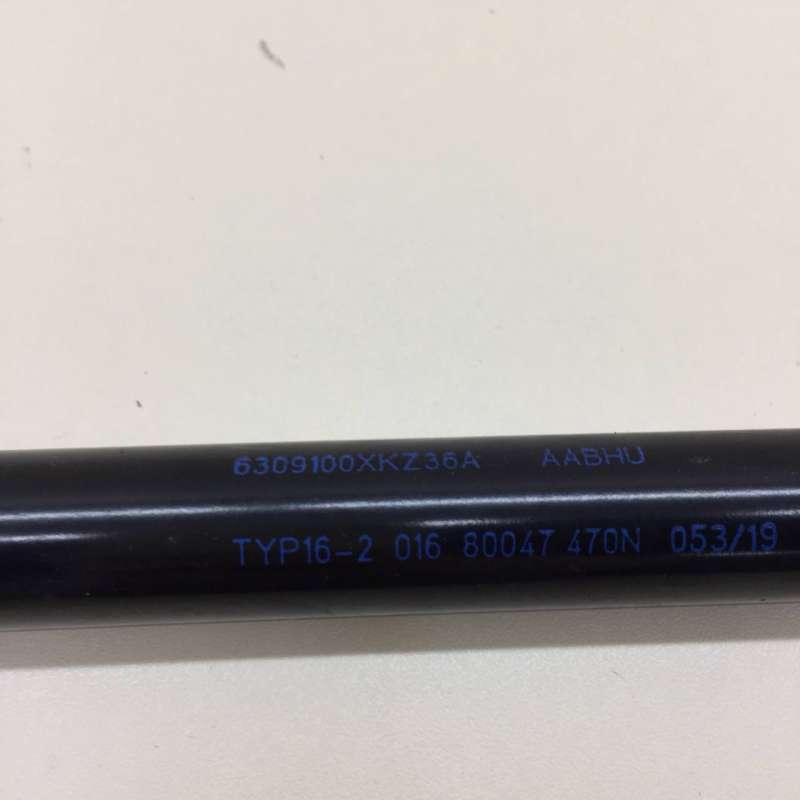 6309100XKZ36A AABHU
TYP16-2 016 80047 470N 053/19